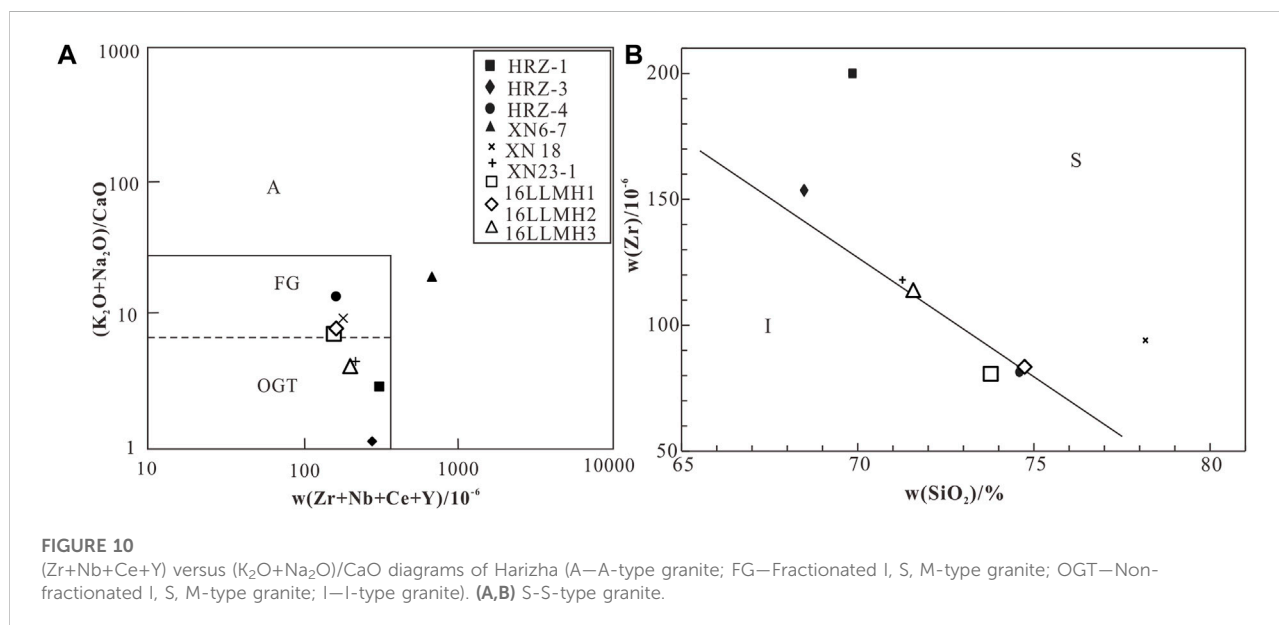 A
1000
100
10
1
(K₂O+Na₂O)/CaO
A
FG
OGT
10
100
1000
10000
w(Zr+Nb+Ce+Y)/10⁻⁶
HRZ-1
HRZ-3
HRZ-4
XN6-7
XN 18
XN23-1
16LLMH1
16LLMH2
16LLMH3
B
200
150
100
50
w(Zr)/10⁻⁶
S
I
65
70
75
80
w(SiO₂)/%
FIGURE 10
(Zr+Nb+Ce+Y) versus (K₂O+Na₂O)/CaO diagrams of Harizha (A—A-type granite; FG—Fractionated I, S, M-type granite; OGT—Non-
fractionated I, S, M-type granite; I—I-type granite). (A,B) S-S-type granite.